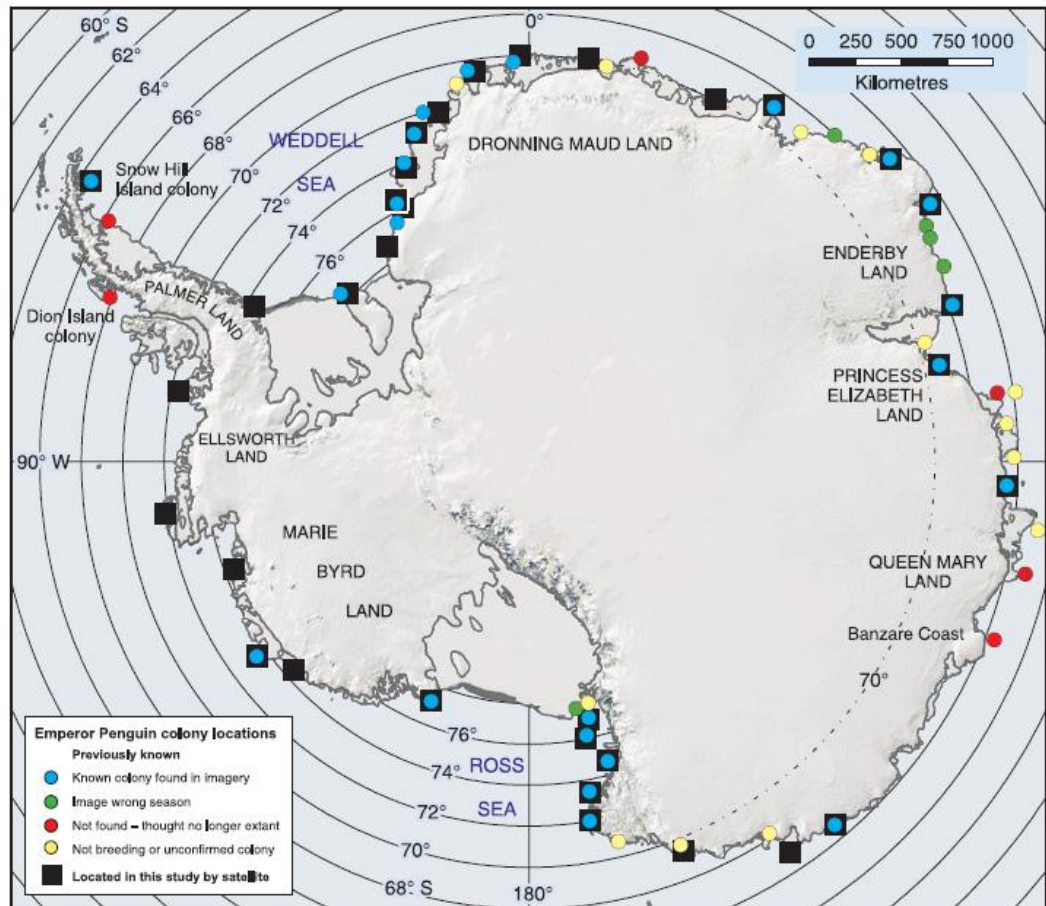 60° S
62°
64°
66°
68°
70°
72°
74°
76°
0°
0 250 500 750 1000
Kilometres
WEDDELL
SEA
DRONNING MAUD LAND
Snow Hill
Island colony
PALMER LAND
Dion Island
colony
ENDERBY
LAND
PRINCESS
ELIZABETH
LAND
ELLSWORTH
LAND
90° W
MARIE
BYRD
LAND
QUEEN MARY
LAND
Banzare Coast
70°
76°
74°
72°
70°
68° S
ROSS
SEA
180°
Emperor Penguin colony locations
Previously known
Known colony found in imagery
Image wrong season
Not found – thought no longer extant
Not breeding or unconfirmed colony
Located in this study by satellite